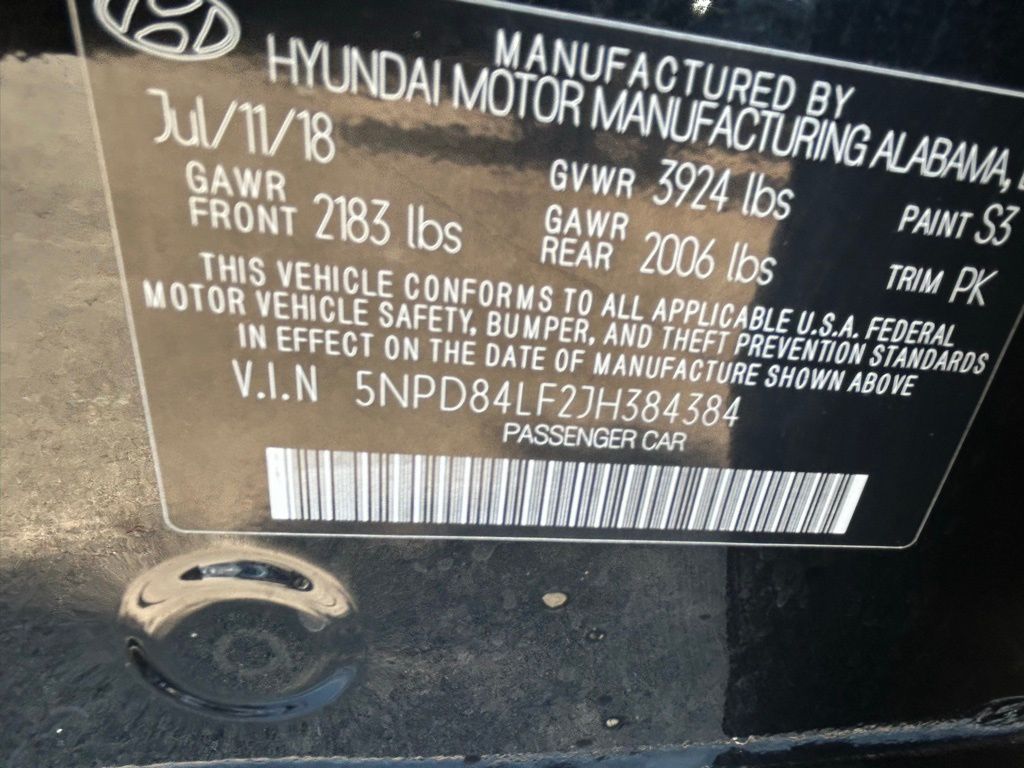 MANUFACTURED BY
HYUNDAI MOTOR MANUFACTURING ALABAMA,
Jul/11/18
GAWR FRONT 2183 lbs
GVWR 3924 lbs
GAWR REAR 2006 lbs
PAINT S3
TRIM PK
THIS VEHICLE CONFORMS TO ALL APPLICABLE U.S.A. FEDERAL
MOTOR VEHICLE SAFETY, BUMPER, AND THEFT PREVENTION STANDARDS
IN EFFECT ON THE DATE OF MANUFACTURE SHOWN ABOVE
V.I.N 5NPD84LF2JH384384
PASSENGER CAR